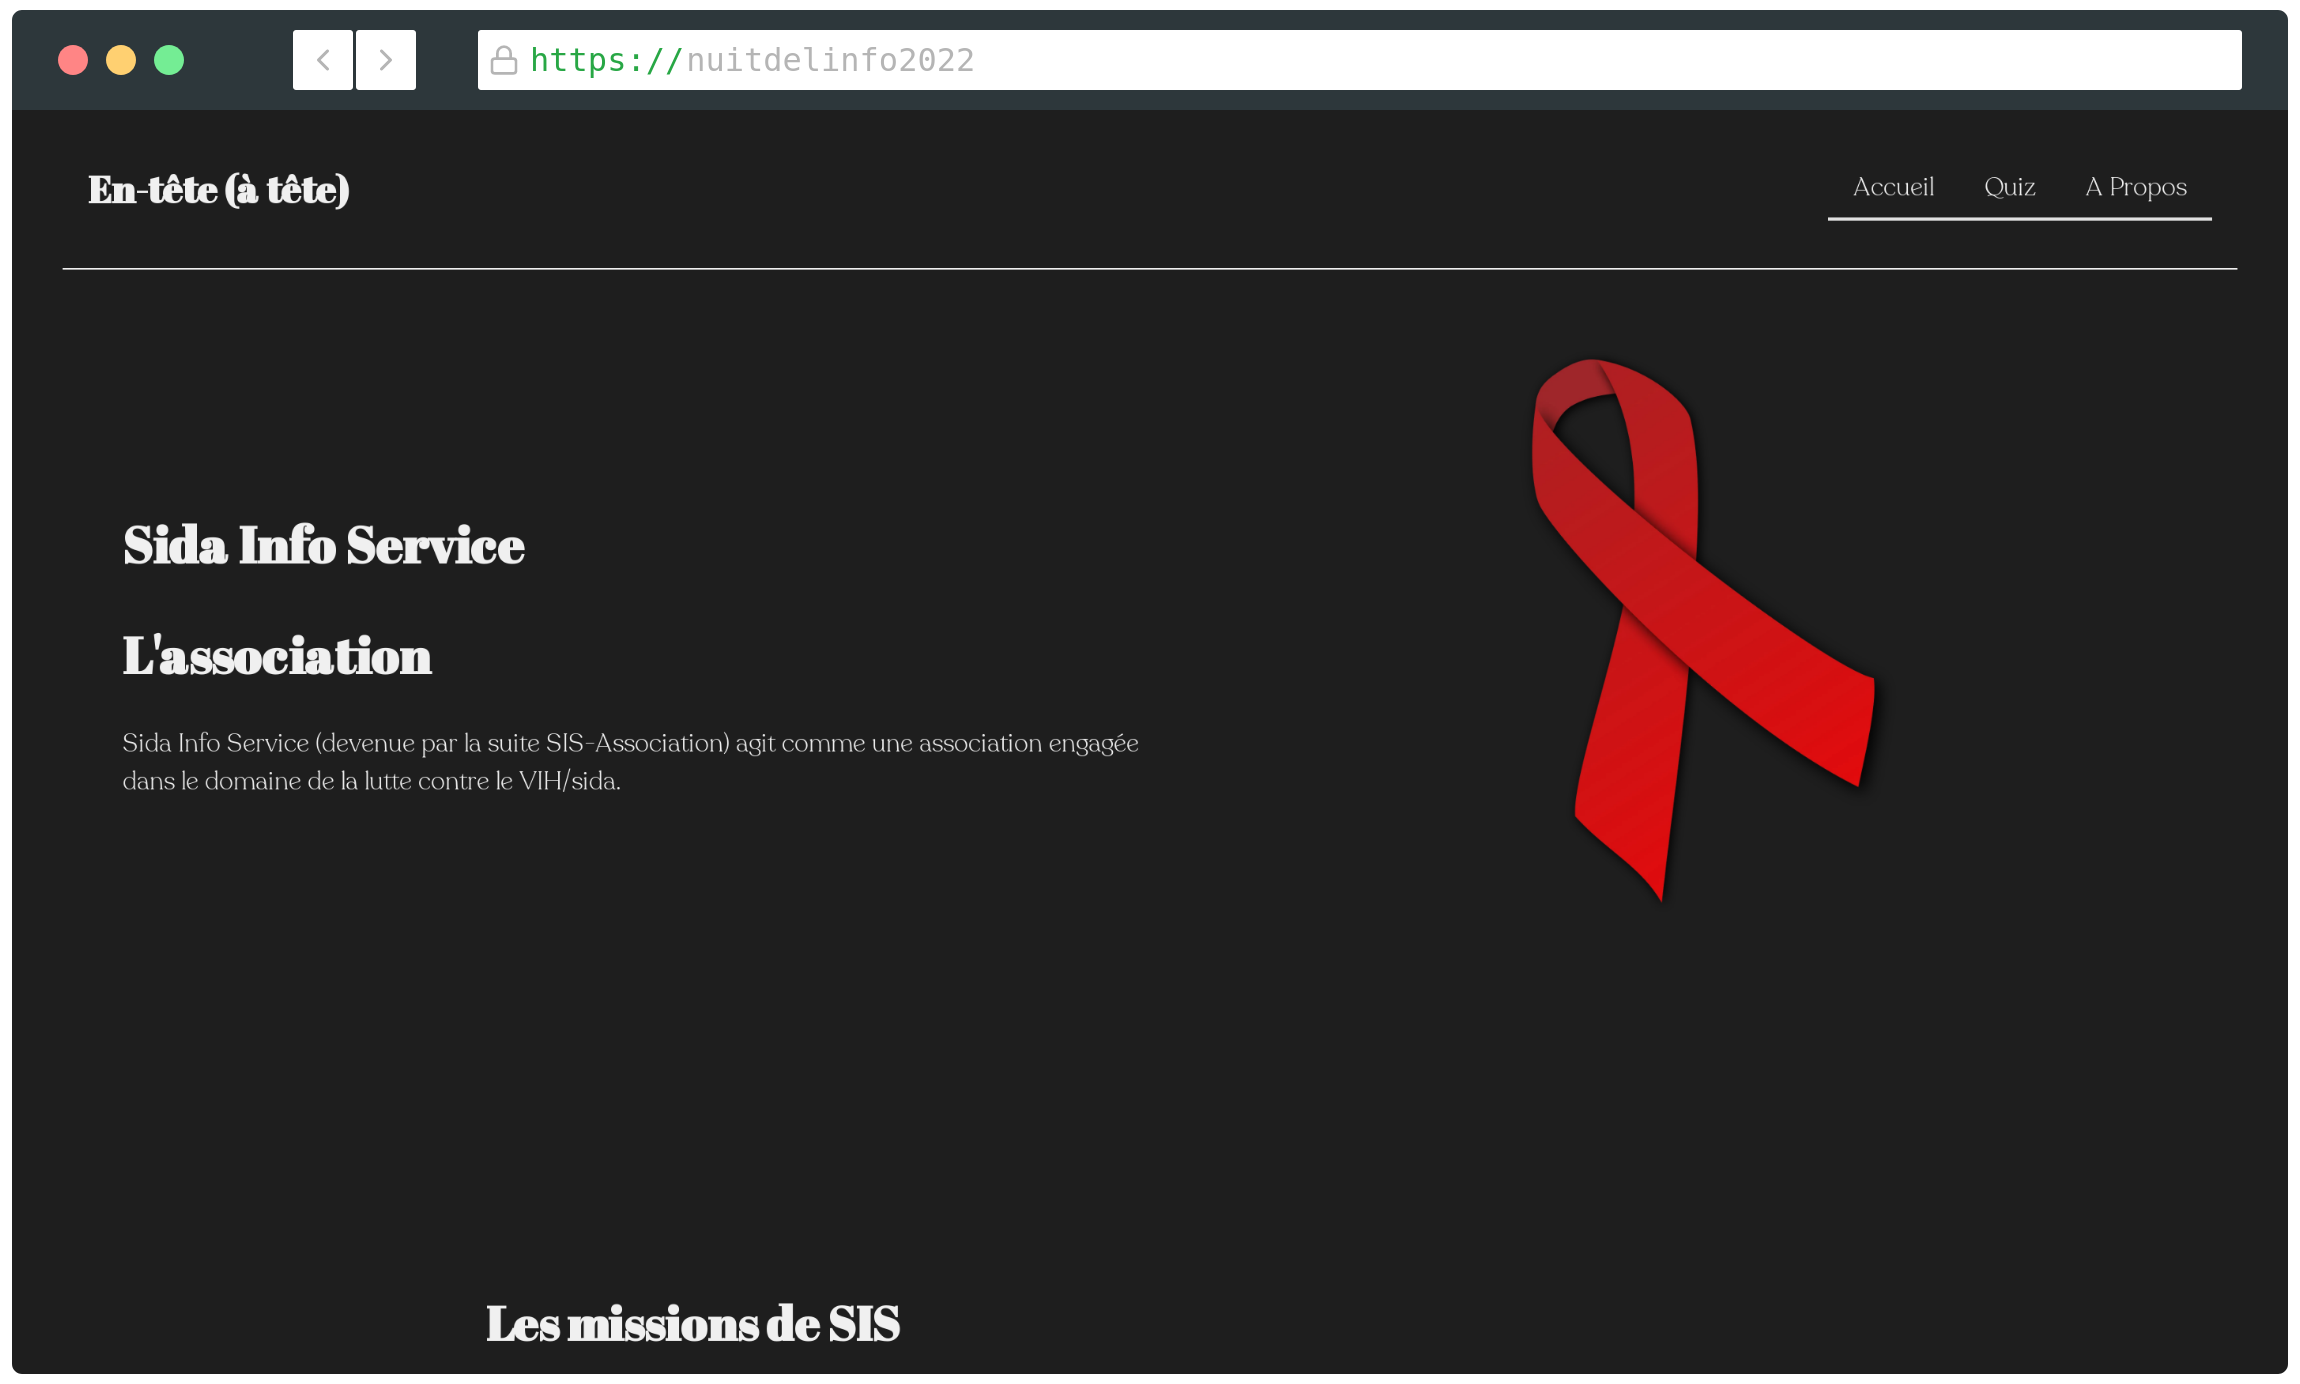 https://nuitdelinfo2022
En-tête (à tête)
Accueil Quiz A Propos
Sida Info Service
L'association
Sida Info Service (devenue par la suite SIS-Association) agit comme une association engagée
dans le domaine de la lutte contre le VIH/sida.
Les missions de SIS